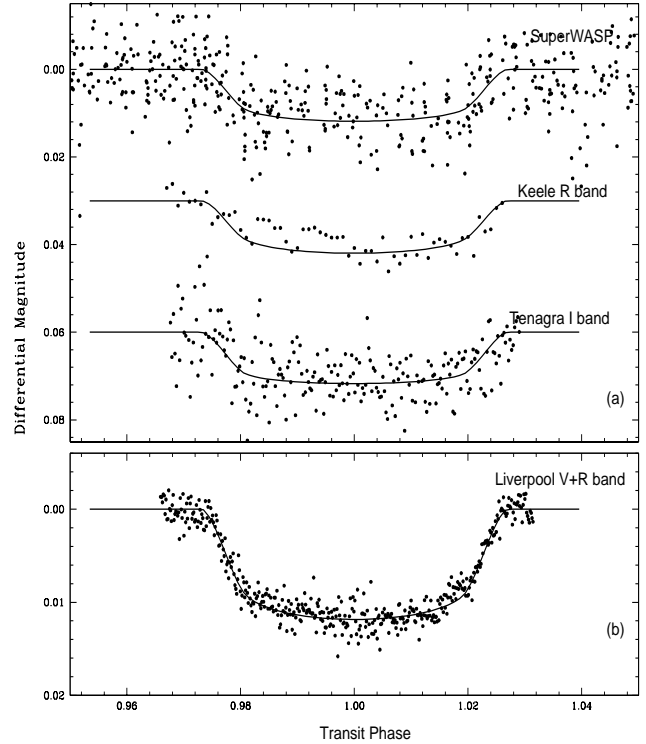 SuperWASP
0.00
0.02
Keele R band
0.04
Tenagra I band
0.06
(a)
0.08
Differential Magnitude
Liverpool V+R band
0.00
0.01
(b)
0.02
0.96
0.98
1.00
1.02
1.04
Transit Phase